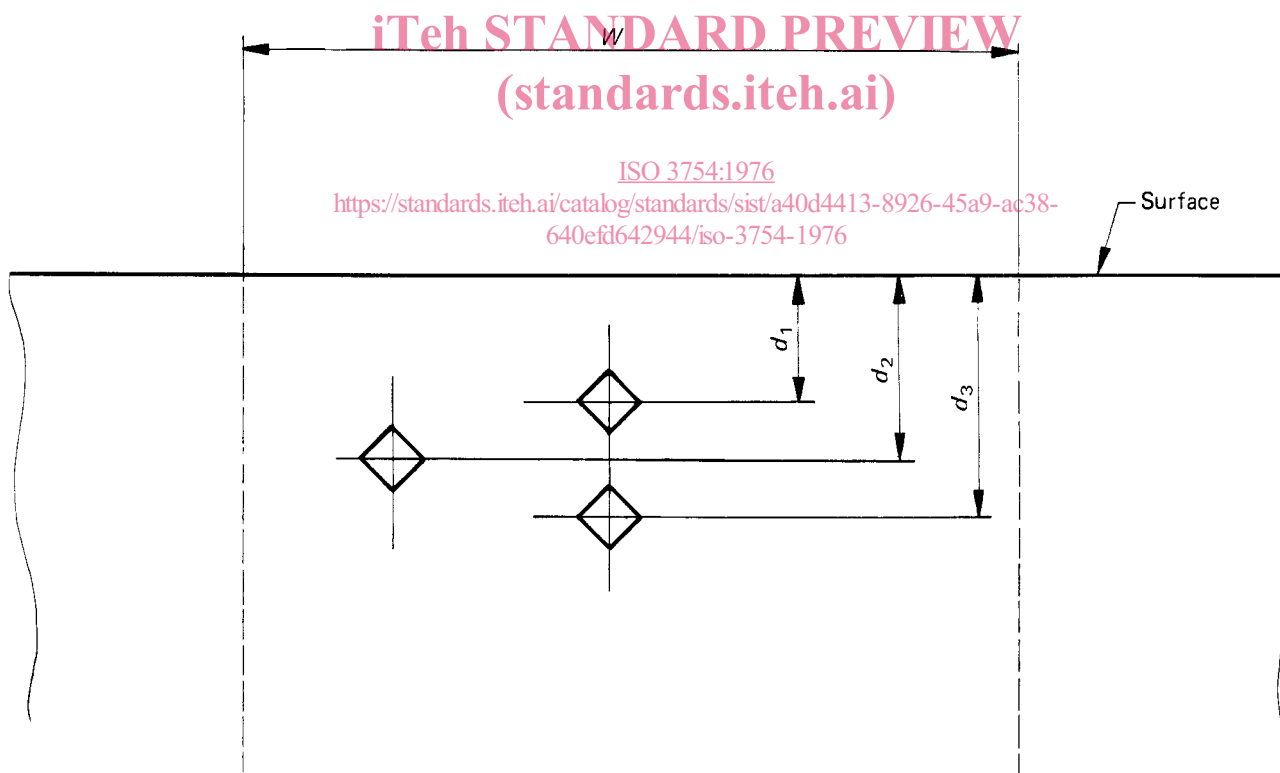 iTeh STANDARD PREVIEW
W
(standards.iteh.ai)
ISO 3754:1976
https://standards.iteh.ai/catalog/standards/sist/a40d4413-8926-45a9-ac38-
640efd642944/iso-3754-1976
Surface
d1
d2
d3